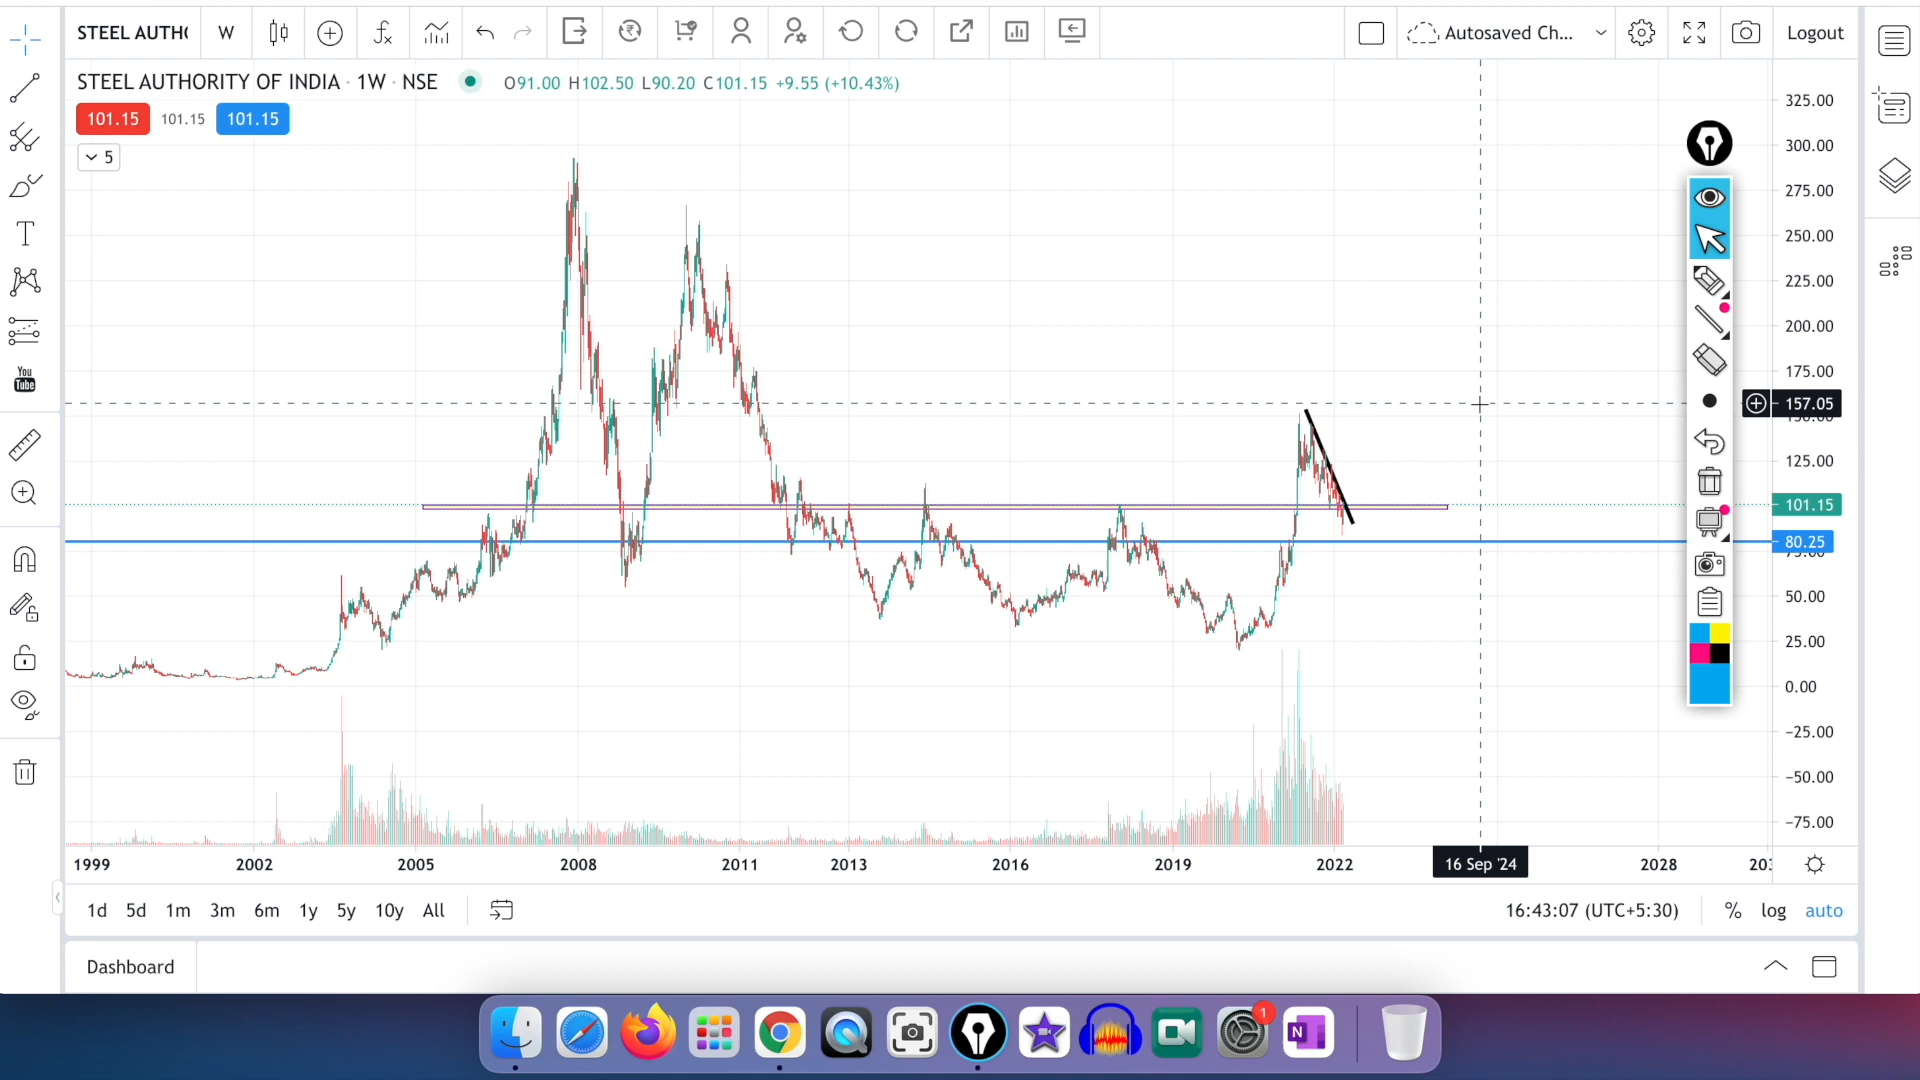 STEEL AUTH
W
Autosaved Ch...
Logout
STEEL AUTHORITY OF INDIA · 1W · NSE
O91.00 H102.50 L90.20 C101.15 +9.55 (+10.43%)
101.15 101.15 101.15
5
You
Tube
325.00
300.00
275.00
250.00
225.00
200.00
175.00
157.05
125.00
101.15
80.25
50.00
25.00
0.00
−25.00
−50.00
−75.00
1999 2002 2005 2008 2011 2013 2016 2019 2022 16 Sep '24 2028
1d 5d 1m 3m 6m 1y 5y 10y All
16:43:07 (UTC+5:30) % log auto
Dashboard
1
N